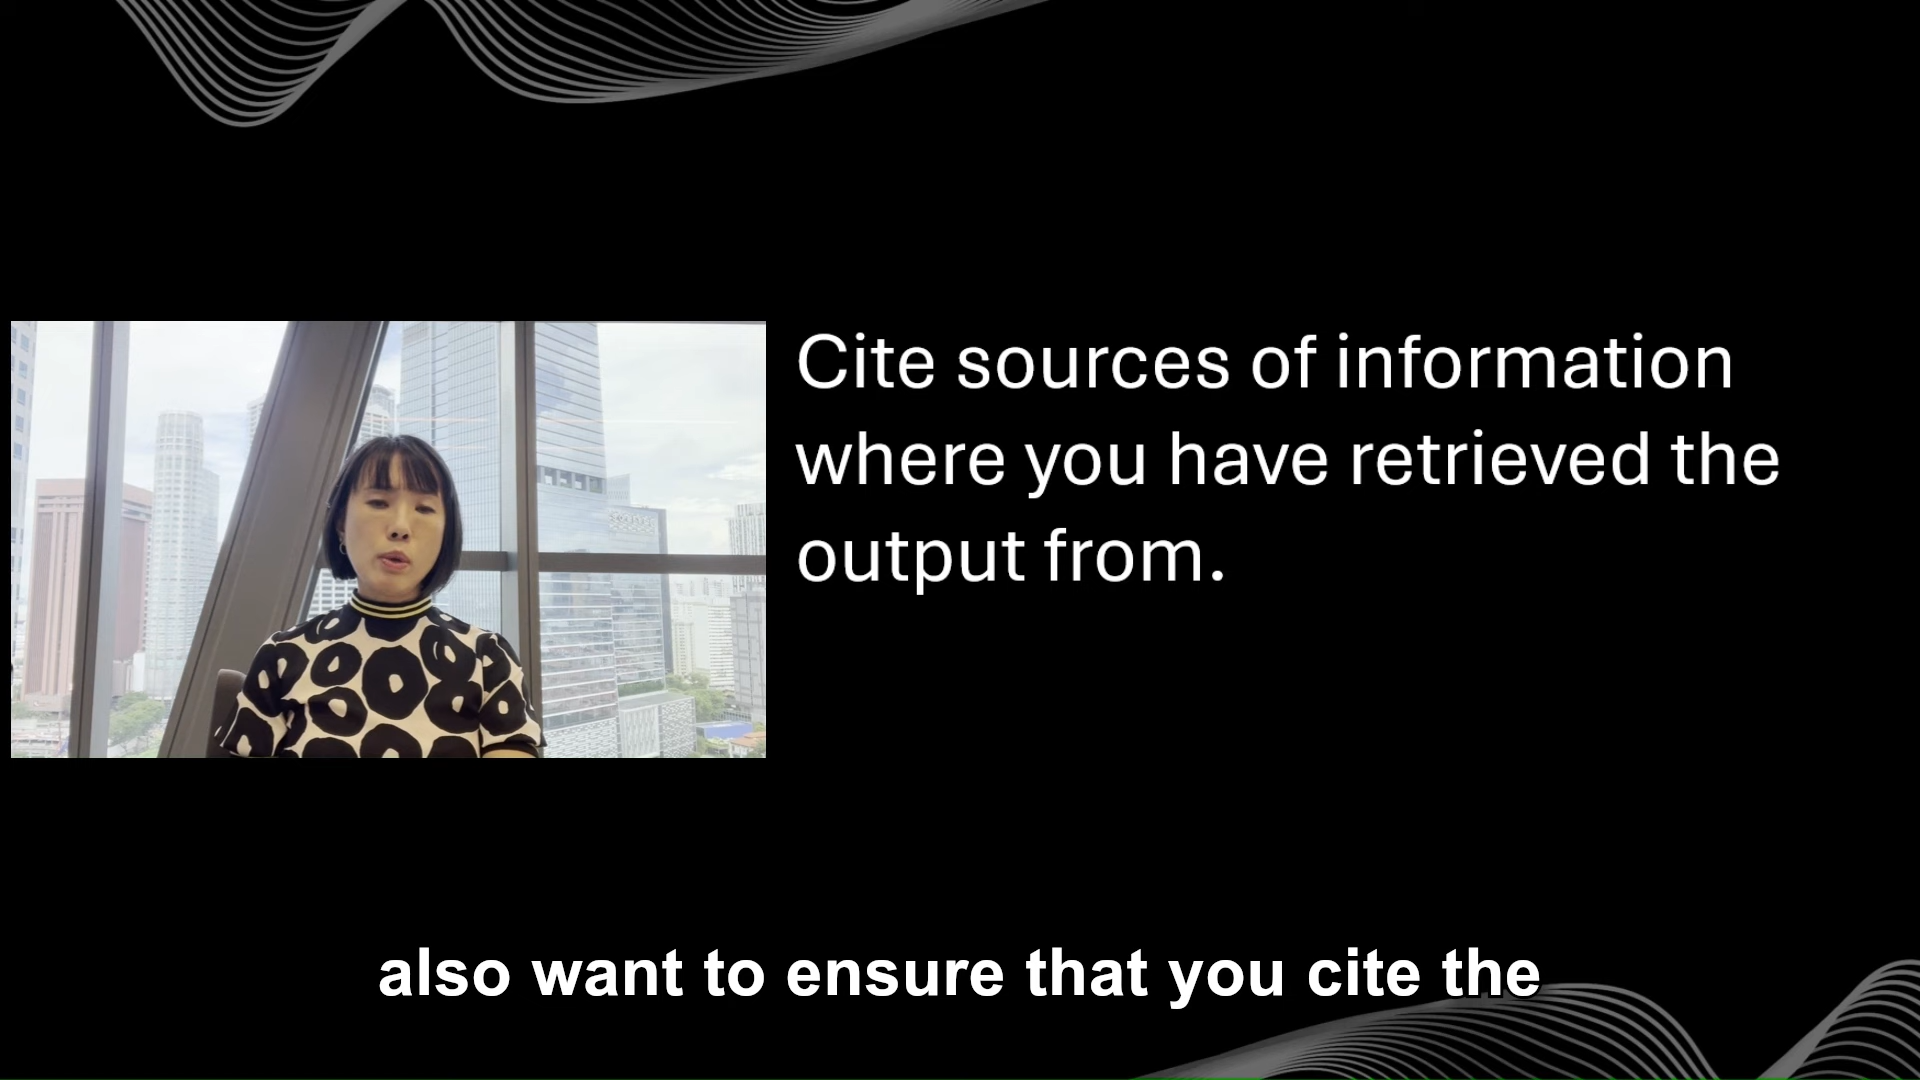 Cite sources of information
where you have retrieved the
output from.
also want to ensure that you cite the